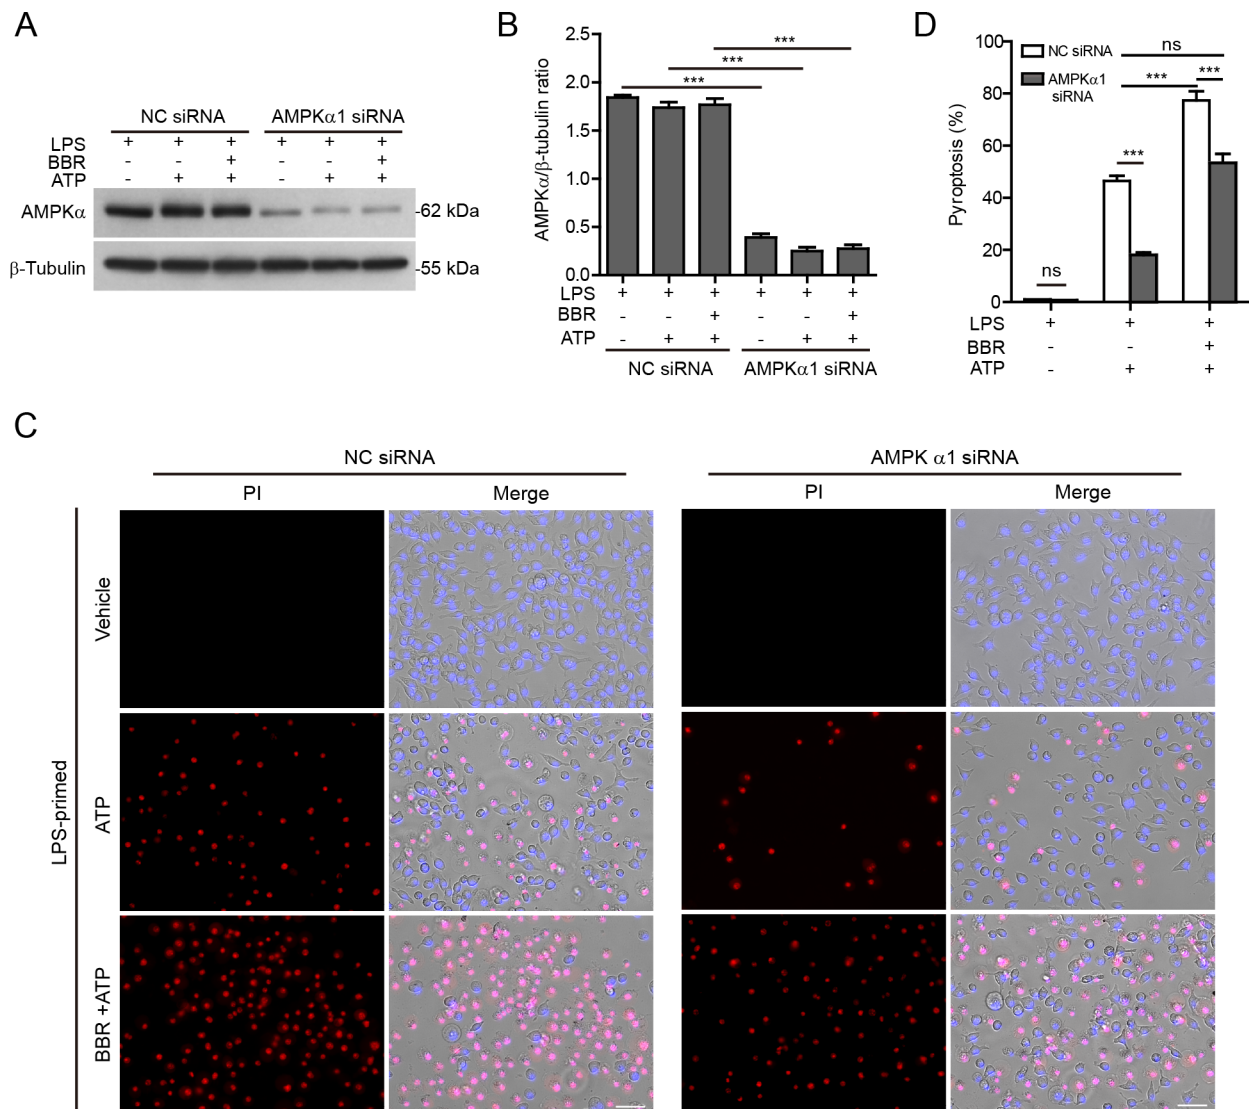 A
NC siRNA AMPKα1 siRNA
LPS + + + + + +
BBR - - + - - +
ATP - + + - + +
AMPKα -62 kDa
β-Tubulin -55 kDa
B
AMPKα/β-tubulin ratio
2.5
2.0
1.5
1.0
0.5
0.0
***
***
***
LPS + + + + + +
BBR - - + - - +
ATP - + + - + +
NC siRNA AMPKα1 siRNA
D
Pyroptosis (%)
100
80
60
40
20
0
NC siRNA
AMPKα1
siRNA
ns
***
***
***
ns
LPS + + +
BBR - - +
ATP - + +
C
NC siRNA AMPK α1 siRNA
PI Merge PI Merge
LPS-primed
Vehicle
ATP
BBR +ATP